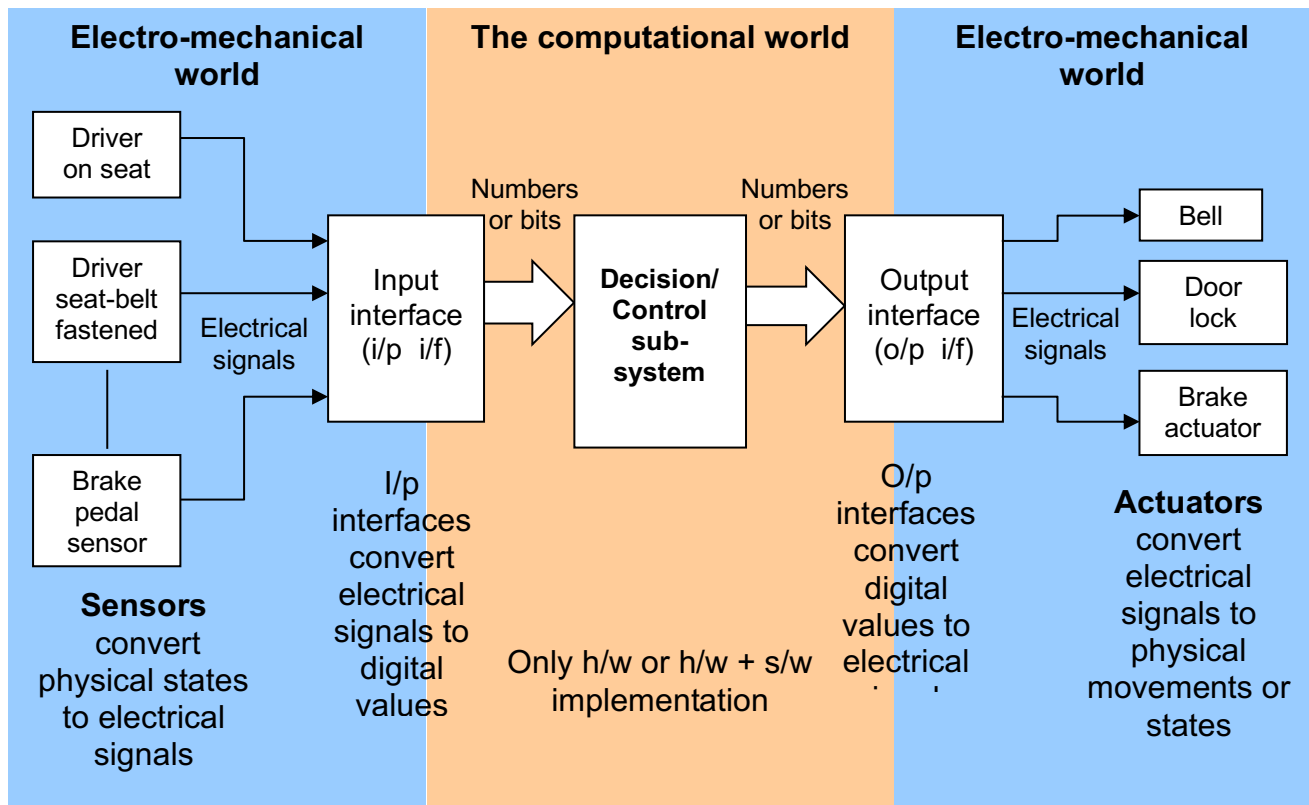 Electro-mechanical
world
The computational world
Electro-mechanical
world
Driver
on seat
Driver
seat-belt
fastened
Brake
pedal
sensor
Electrical
signals
Input
interface
(i/p i/f)
Numbers
or bits
Decision/
Control
sub-
system
Numbers
or bits
Output
interface
(o/p i/f)
Electrical
signals
Bell
Door
lock
Brake
actuator
Sensors
convert
physical states
to electrical
signals
I/p
interfaces
convert
electrical
signals to
digital
values
Only h/w or h/w + s/w
implementation
O/p
interfaces
convert
digital
values to
electrical
Actuators
convert
electrical
signals to
physical
movements or
states